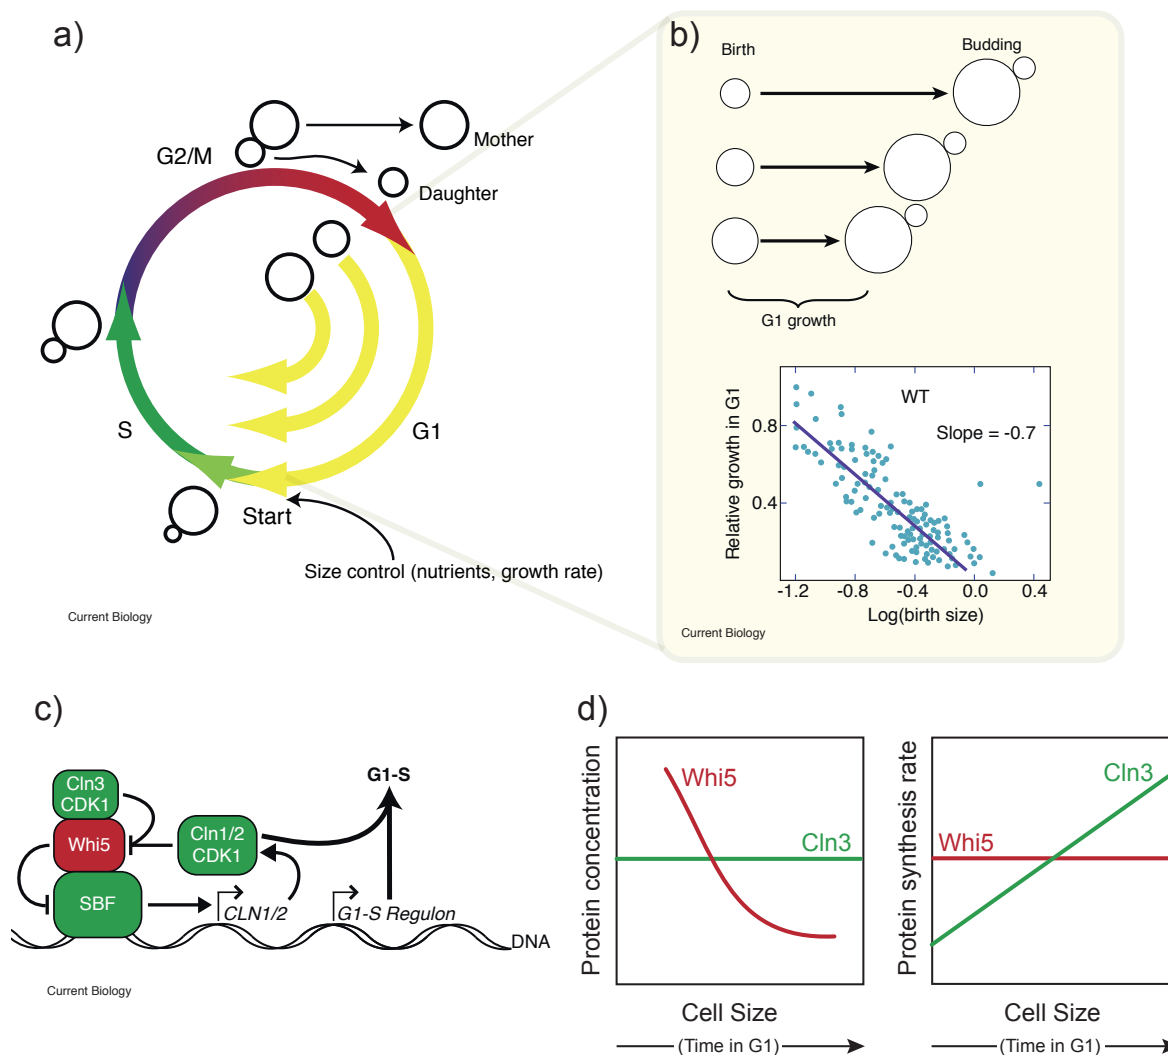 a)
G2/M
Mother
Daughter
S
G1
Start
Size control (nutrients, growth rate)
Current Biology
b)
Birth
Budding
G1 growth
Relative growth in G1
0.8
0.4
WT
Slope = -0.7
-1.2
-0.8
-0.4
0.0
0.4
Log(birth size)
Current Biology
c)
Cln3
CDK1
Whi5
SBF
Cln1/2
CDK1
G1-S
CLN1/2
G1-S Regulon
DNA
Current Biology
d)
Protein concentration
Whi5
Cln3
Cell Size
(Time in G1)
Protein synthesis rate
Cln3
Whi5
Cell Size
(Time in G1)